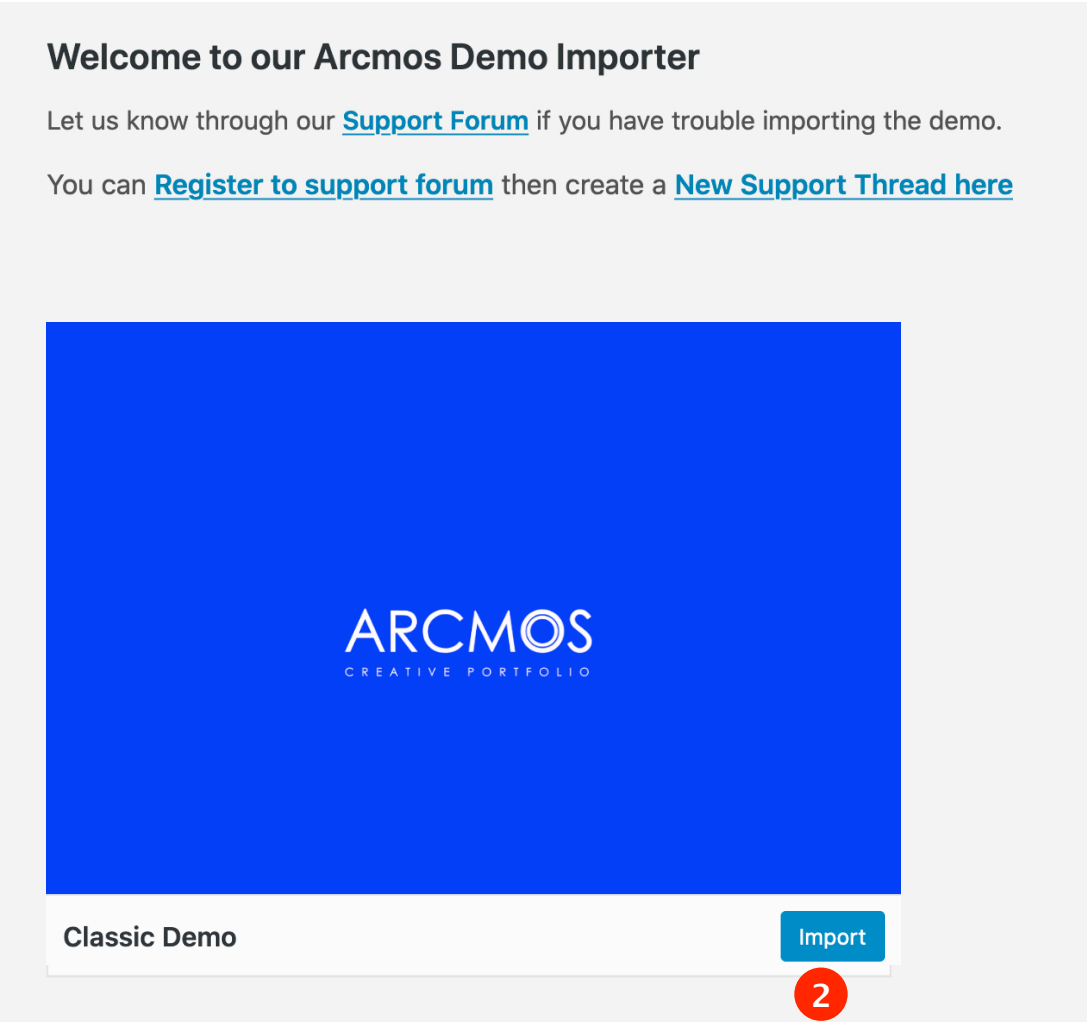 Welcome to our Arcmos Demo Importer
Let us know through our Support Forum if you have trouble importing the demo.
You can Register to support forum then create a New Support Thread here
ARCMOS
CREATIVE PORTFOLIO
Classic Demo
Import
2